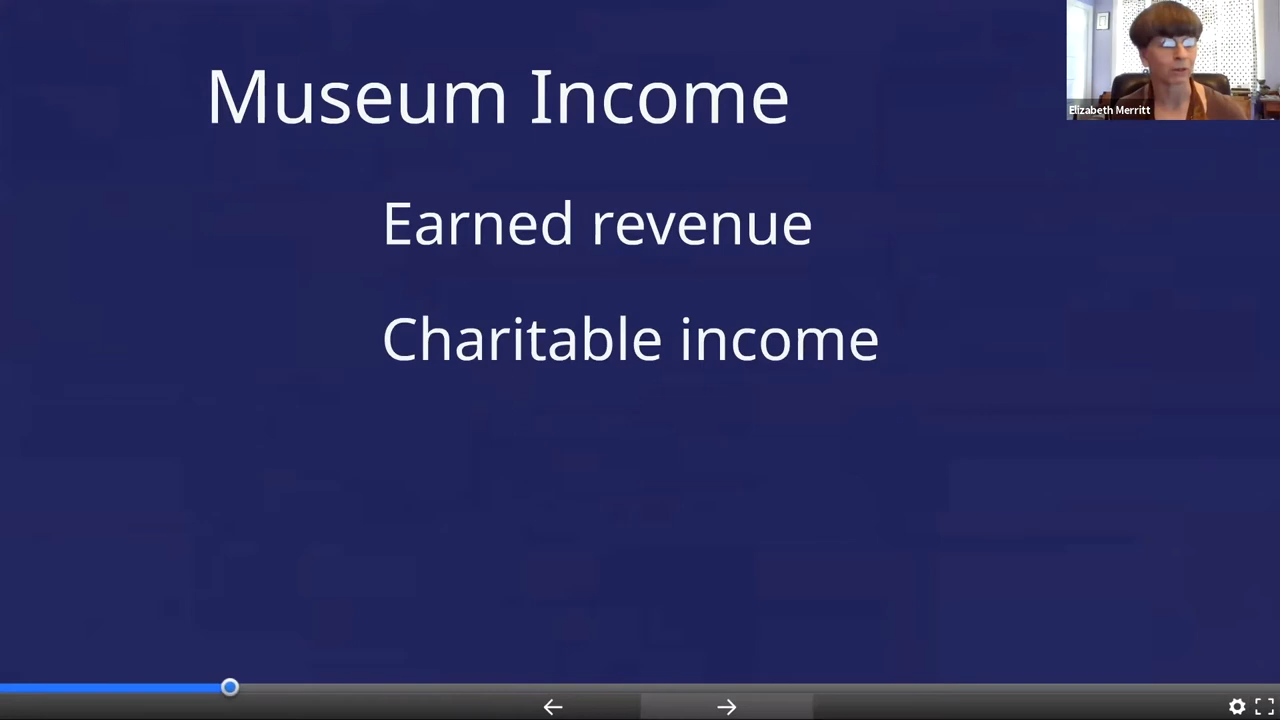 Museum Income
Elizabeth Merritt
Earned revenue
Charitable income